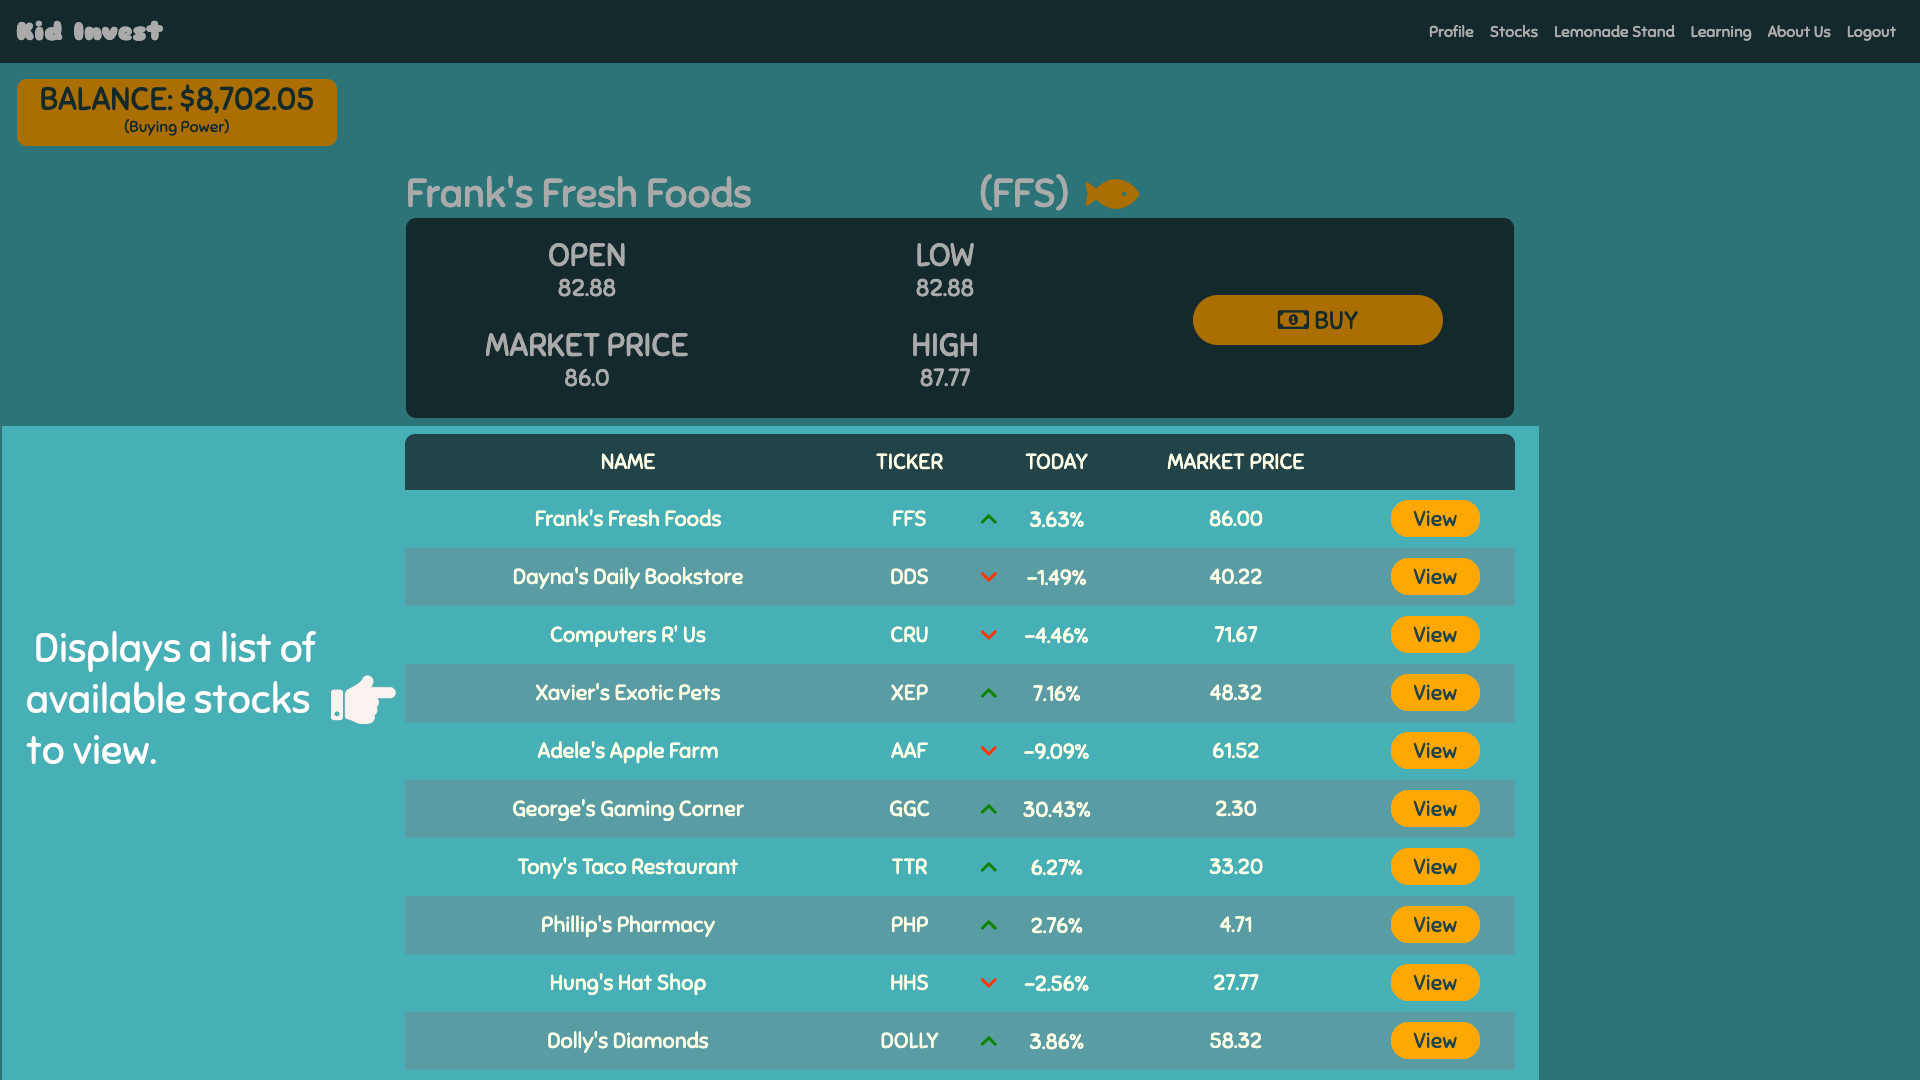 Kid Invest
Profile Stocks Lemonade Stand Learning About Us Logout
BALANCE: $8,702.05
(Buying Power)
Frank's Fresh Foods (FFS)
OPEN LOW
82.88 82.88
BUY
MARKET PRICE HIGH
86.0 87.77
NAME TICKER TODAY MARKET PRICE
Frank's Fresh Foods FFS 3.63% 86.00 View
Dayna's Daily Bookstore DDS -1.49% 40.22 View
Computers R' Us CRU -4.46% 71.67 View
Xavier's Exotic Pets XEP 7.16% 48.32 View
Adele's Apple Farm AAF -9.09% 61.52 View
George's Gaming Corner GGC 30.43% 2.30 View
Tony's Taco Restaurant TTR 6.27% 33.20 View
Phillip's Pharmacy PHP 2.76% 4.71 View
Hung's Hat Shop HHS -2.56% 27.77 View
Dolly's Diamonds DOLLY 3.86% 58.32 View
Displays a list of
available stocks
to view.